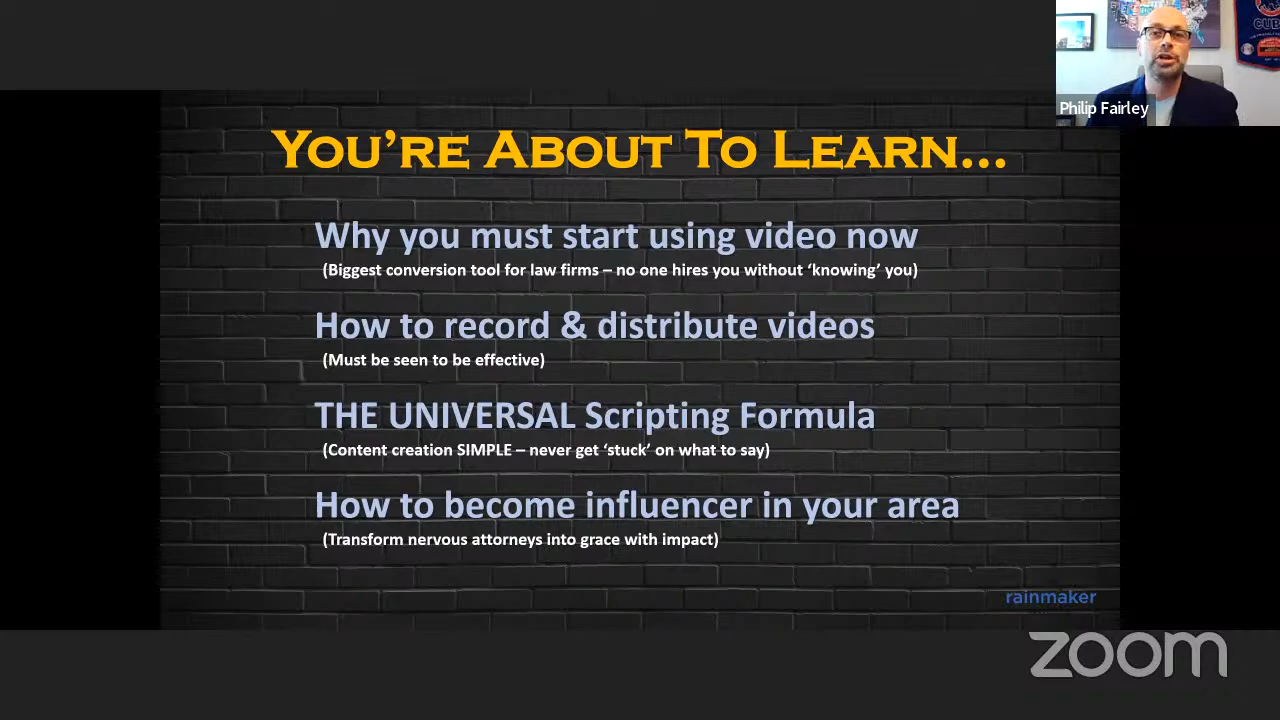 CUBS
Philip Fairley
YOU'RE ABOUT TO LEARN...
Why you must start using video now
(Biggest conversion tool for law firms – no one hires you without ‘knowing’ you)
How to record & distribute videos
(Must be seen to be effective)
THE UNIVERSAL Scripting Formula
(Content creation SIMPLE – never get ‘stuck’ on what to say)
How to become influencer in your area
(Transform nervous attorneys into grace with impact)
rainmaker
zoom